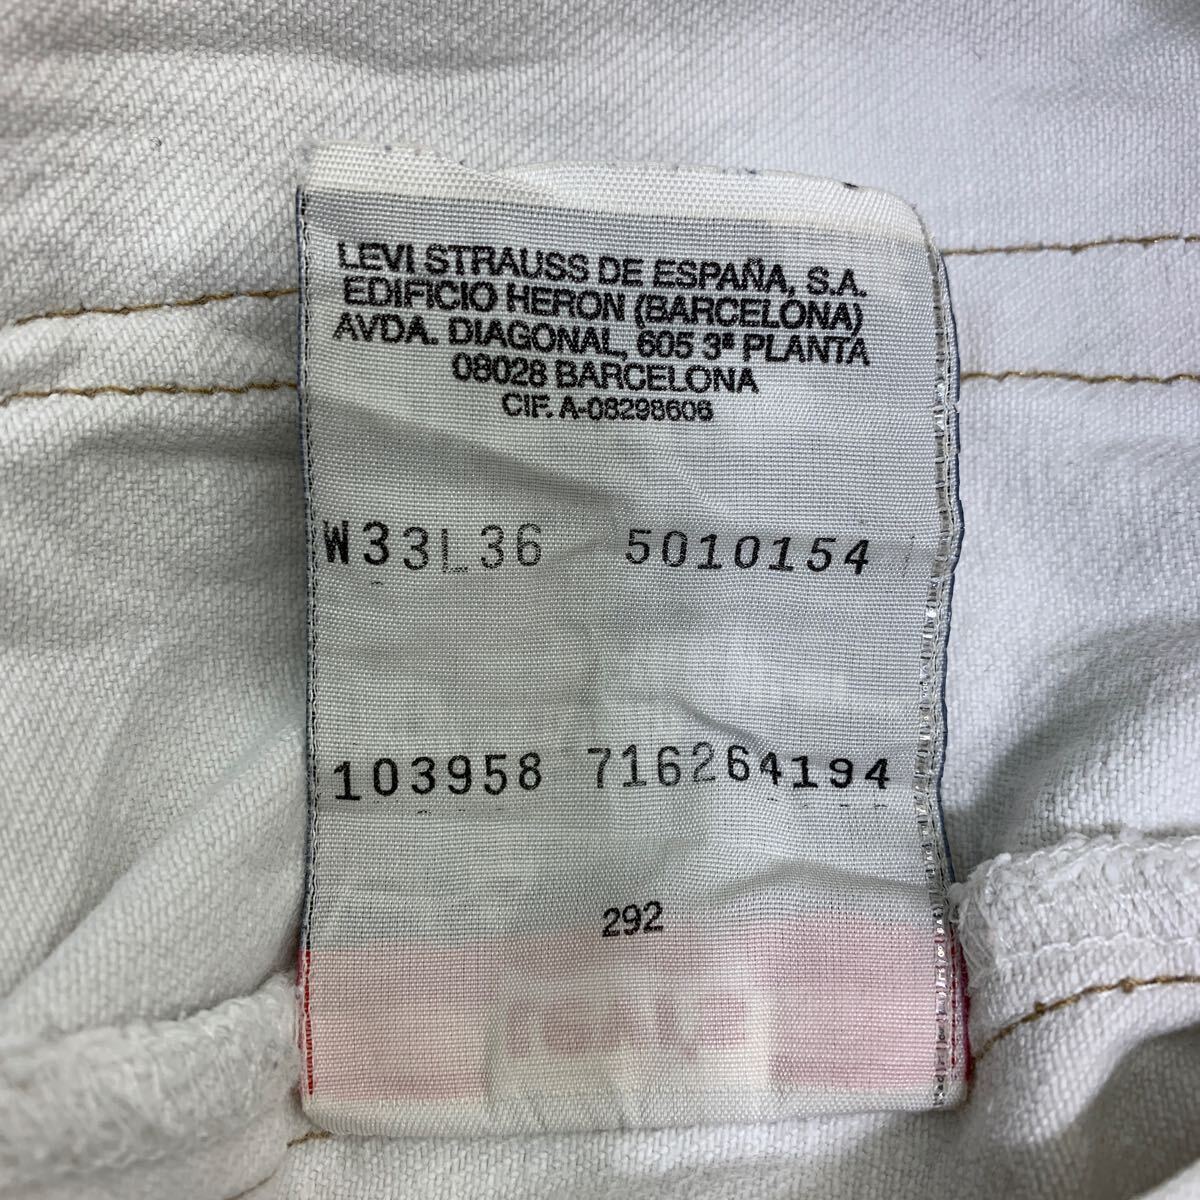 LEVI STRAUSS DE ESPAÑA, S.A.
EDIFICIO HERON (BARCELONA)
AVDA. DIAGONAL, 605 3ª PLANTA
08028 BARCELONA
CIF. A-08298606
W33L36 5010154
103958 716264194
292